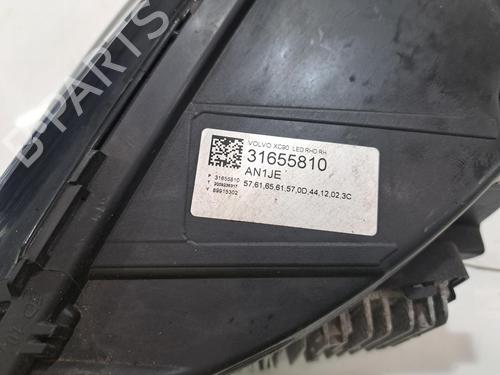 B-PARTS
VOLVO XC90 LED RHD RH
31655810
AN1JE
P 31655810 57,61,65,61,57,0D,44,12,02,3C
V 89915302